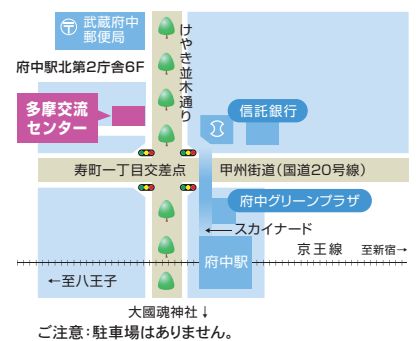 武蔵府中
郵便局
けやき並木通り
府中駅北第2庁舎6F
多摩交流
センター
信託銀行
寿町一丁目交差点
甲州街道(国道20号線)
府中グリーンプラザ
←スカイナード
京王線
至新宿→
府中駅
←至八王子
大國魂神社↓
ご注意:駐車場はありません。